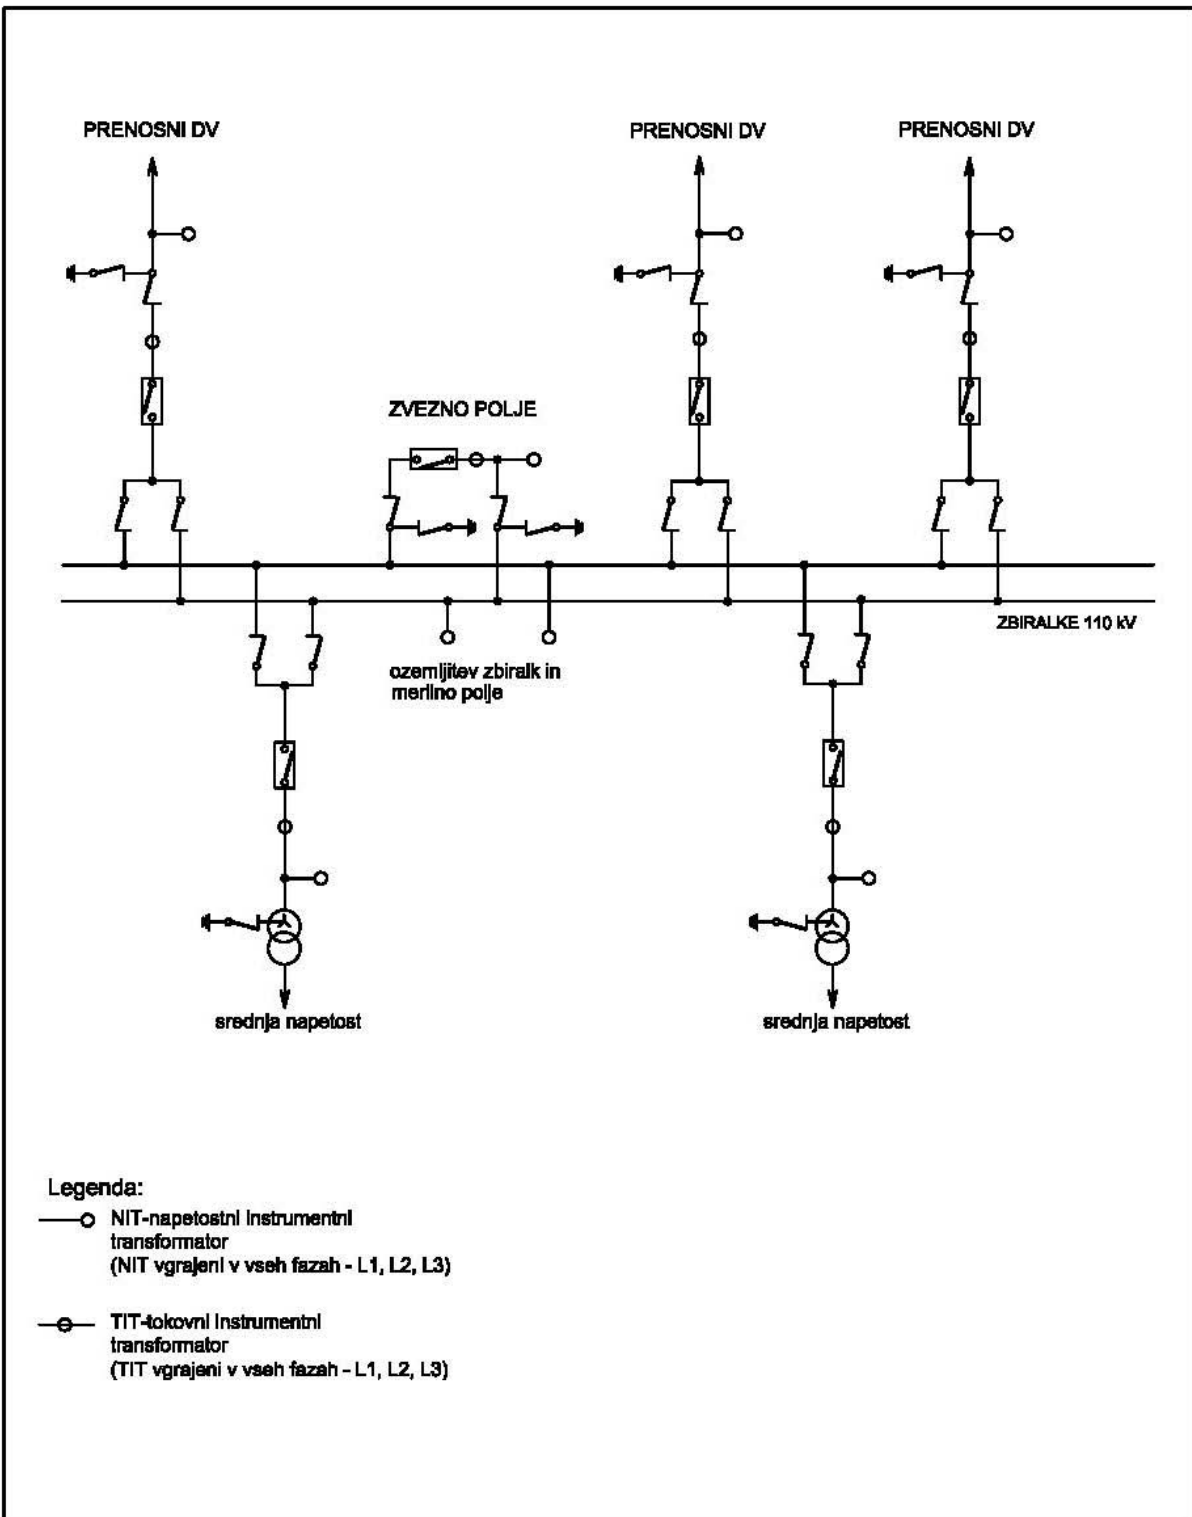 PRENOSNI DV
PRENOSNI DV
PRENOSNI DV
ZVEZNO POLJE
ZBIRALKE 110 kV
ozemljitev zbiralk in
merilno polje
srednja napetost
srednja napetost
Legenda:
NIT-napetostni instrumentni
transformator
(NIT vgrajeni v vseh fazah - L1, L2, L3)
TIT-tokovni instrumentni
transformator
(TIT vgrajeni v vseh fazah - L1, L2, L3)